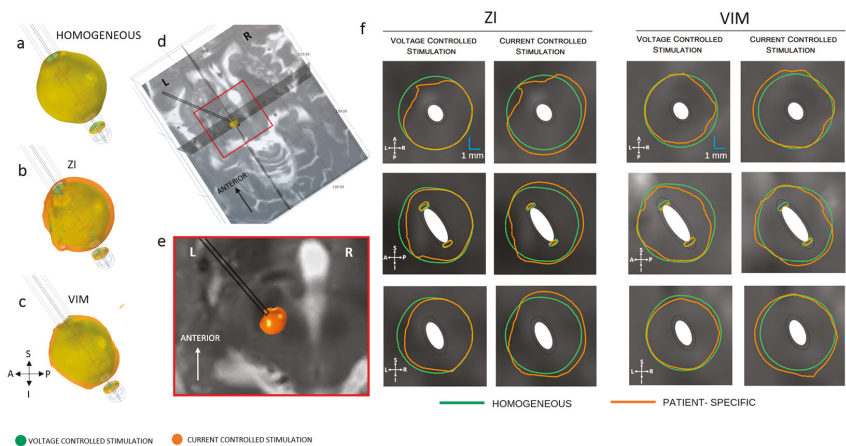 a
HOMOGENEOUS
b
ZI
c
VIM
S
A P
I
d
L
R
ANTERIOR
e
L
R
ANTERIOR
f
ZI
VIM
VOLTAGE CONTROLLED STIMULATION
CURRENT CONTROLLED STIMULATION
VOLTAGE CONTROLLED STIMULATION
CURRENT CONTROLLED STIMULATION
A
L R
P
1 mm
A
L R
P
1 mm
S
A P
I
S
A P
I
S
L R
I
S
L R
I
HOMOGENEOUS
PATIENT- SPECIFIC
VOLTAGE CONTROLLED STIMULATION
CURRENT CONTROLLED STIMULATION